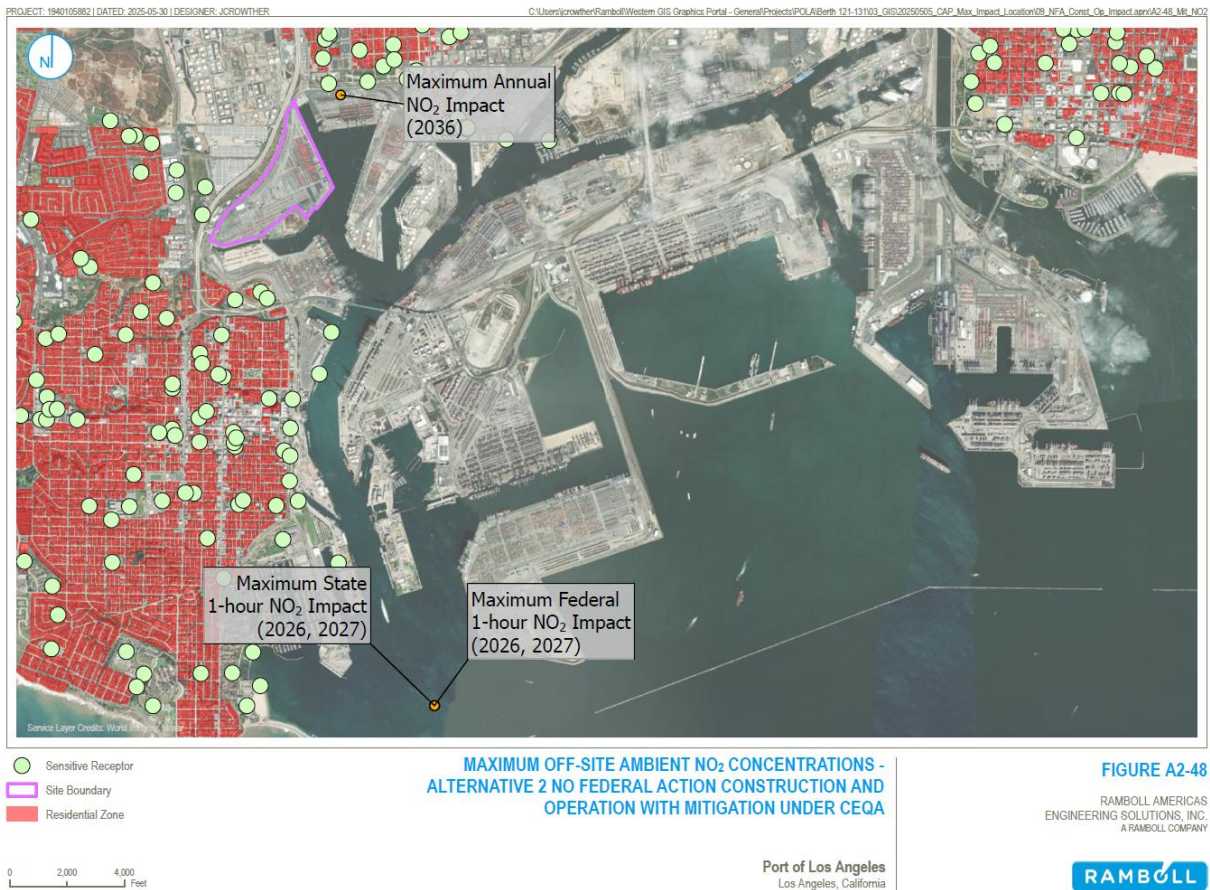 PROJECT: 1940105882 | DATED: 2025-05-30 | DESIGNER: JCROWTHER
C:\Users\jcrowther\Ramboll\Western GIS Graphics Portal - General\Projects\POLA\Berth 121-131\03_GIS\20250505_CAP_Max_Impact_Location\09_NFA_Const_Op_Impact.aprx\A2-48_Mit_NO2
N
Maximum Annual
NO₂ Impact
(2036)
Maximum State
1-hour NO₂ Impact
(2026, 2027)
Maximum Federal
1-hour NO₂ Impact
(2026, 2027)
Service Layer Credits: World
Sensitive Receptor
Site Boundary
Residential Zone
0 2,000 4,000
Feet
MAXIMUM OFF-SITE AMBIENT NO₂ CONCENTRATIONS -
ALTERNATIVE 2 NO FEDERAL ACTION CONSTRUCTION AND
OPERATION WITH MITIGATION UNDER CEQA
Port of Los Angeles
Los Angeles, California
FIGURE A2-48
RAMBOLL AMERICAS
ENGINEERING SOLUTIONS, INC.
A RAMBOLL COMPANY
RAMBOLL